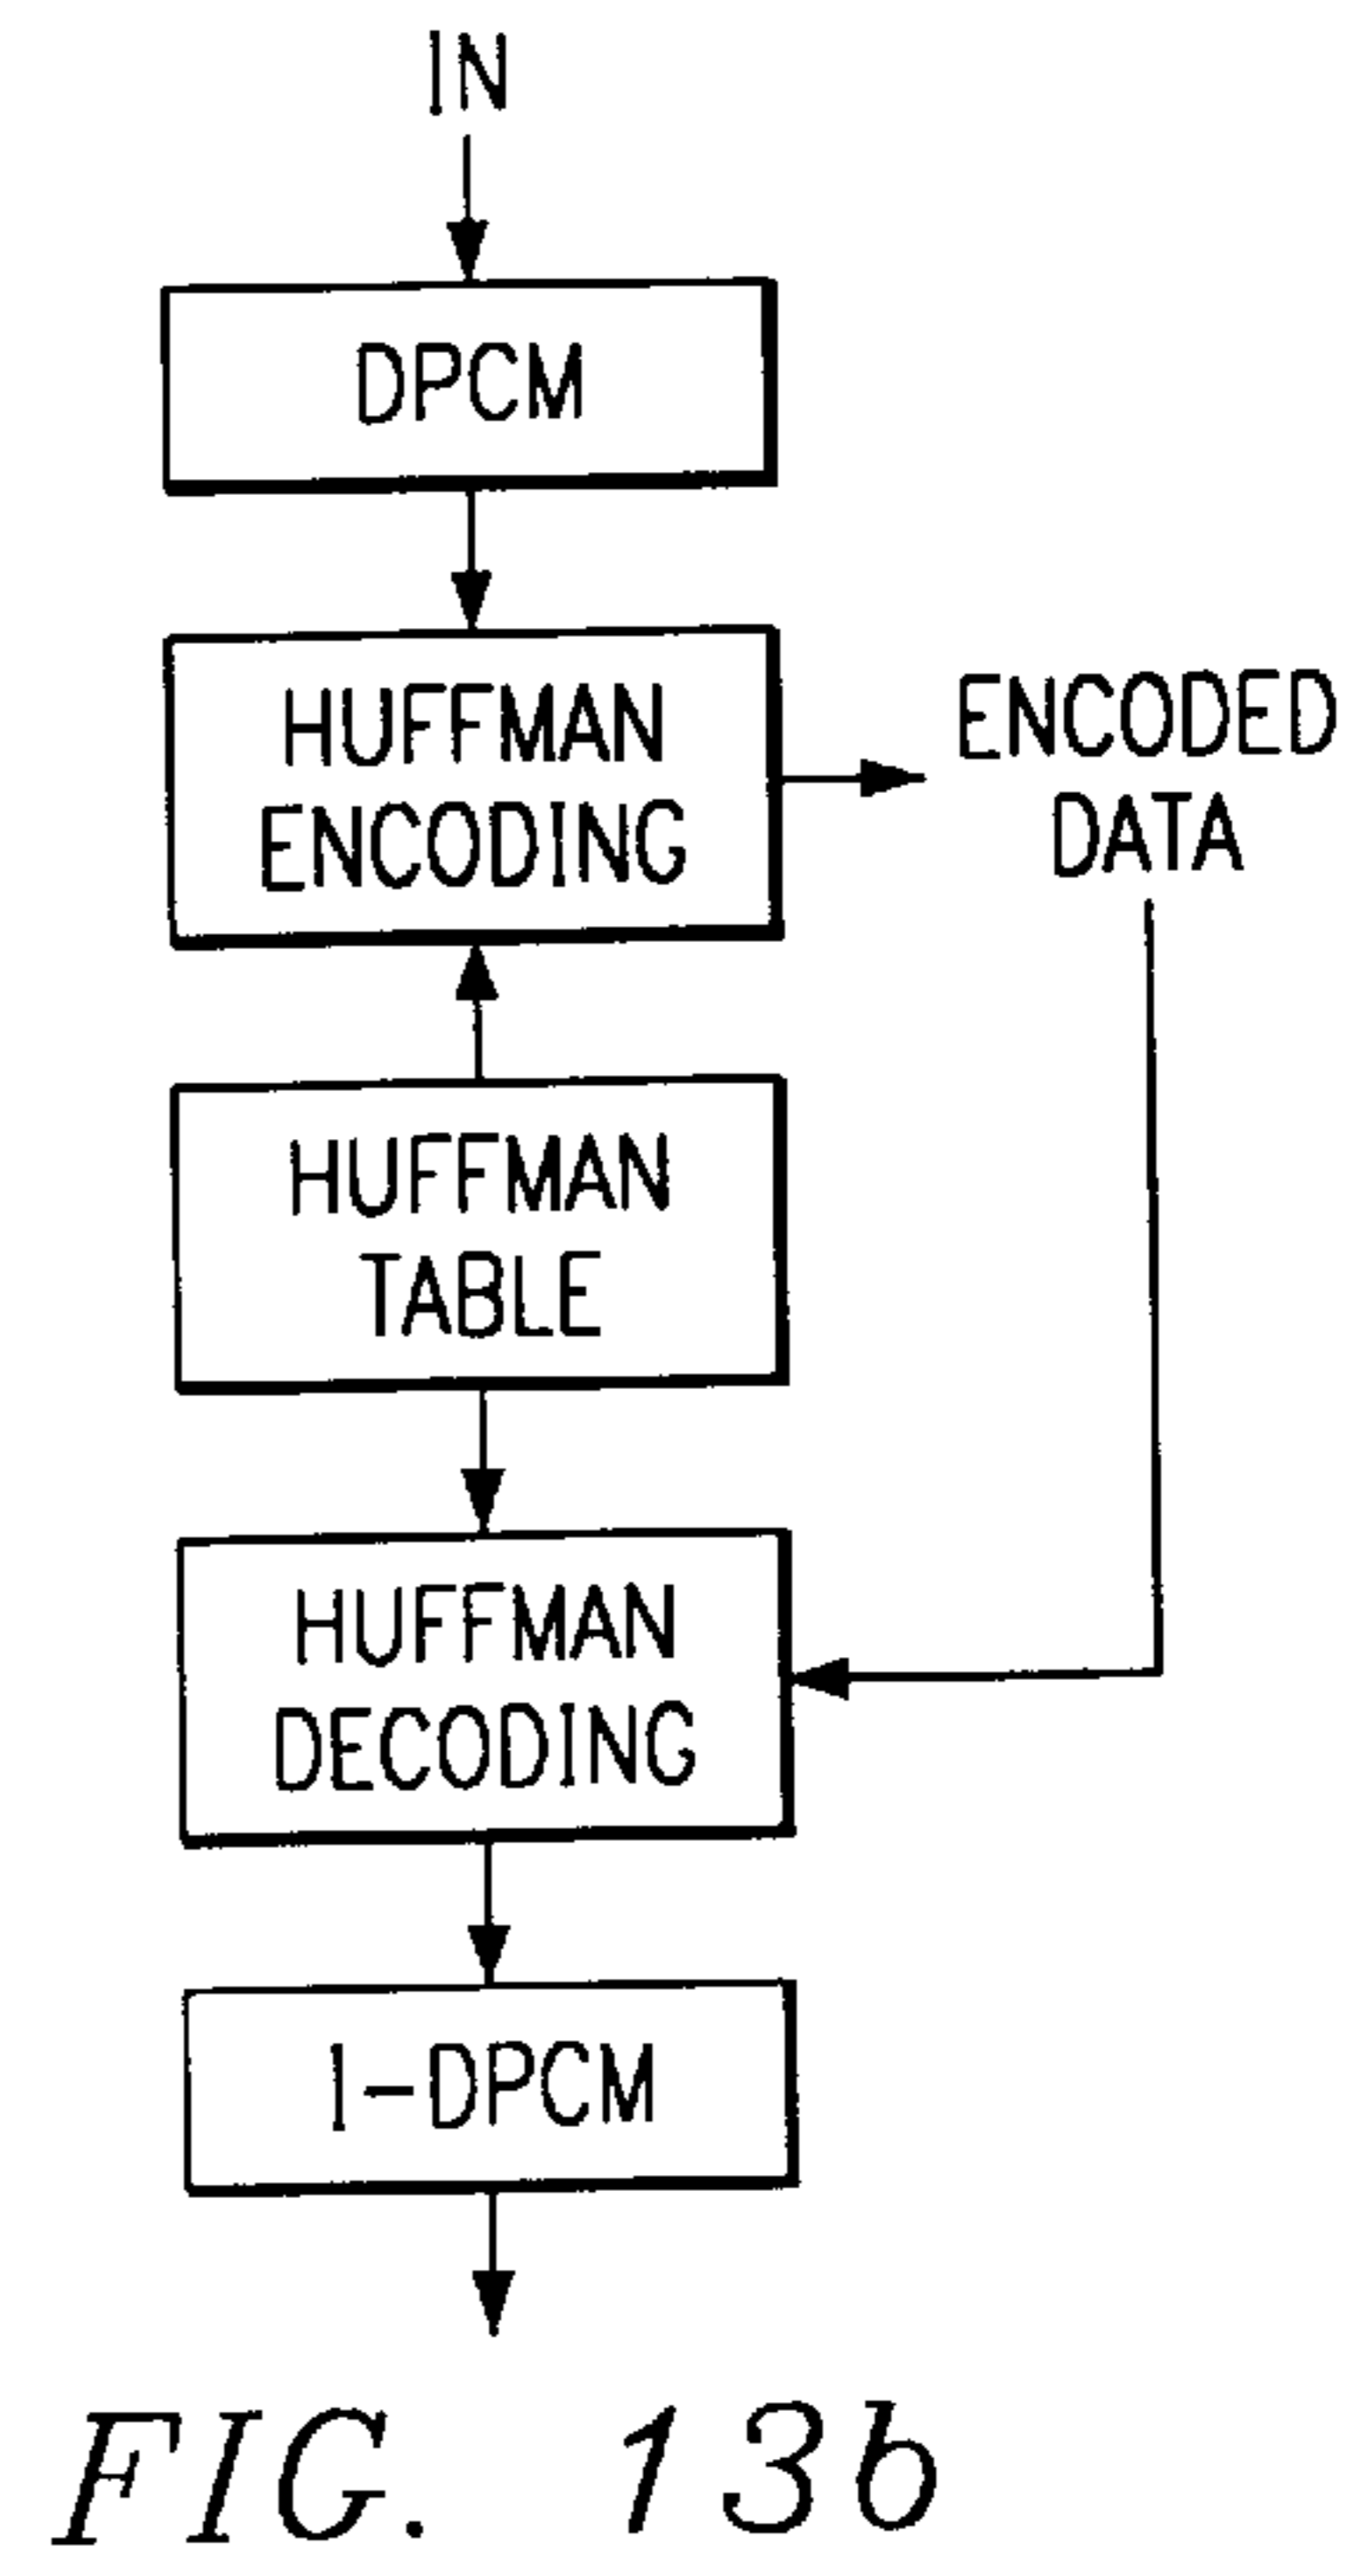 IN
DPCM
HUFFMAN
ENCODING
ENCODED
DATA
HUFFMAN
TABLE
HUFFMAN
DECODING
I-DPCM
FIG. 13b